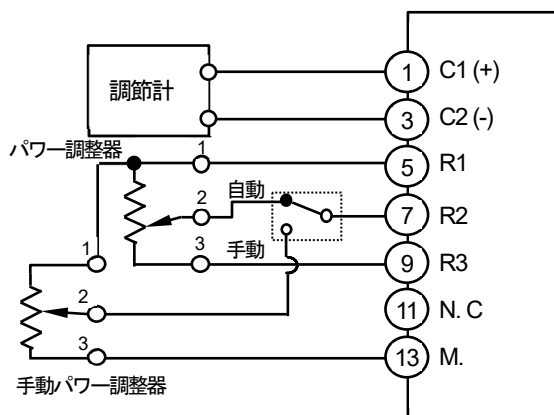 調節計
1 C1 (+)
3 C2 (-)
パワー調整器
1
5 R1
2
自動
7 R2
3
手動
9 R3
1
2
11 N. C
3
13 M.
手動パワー調整器